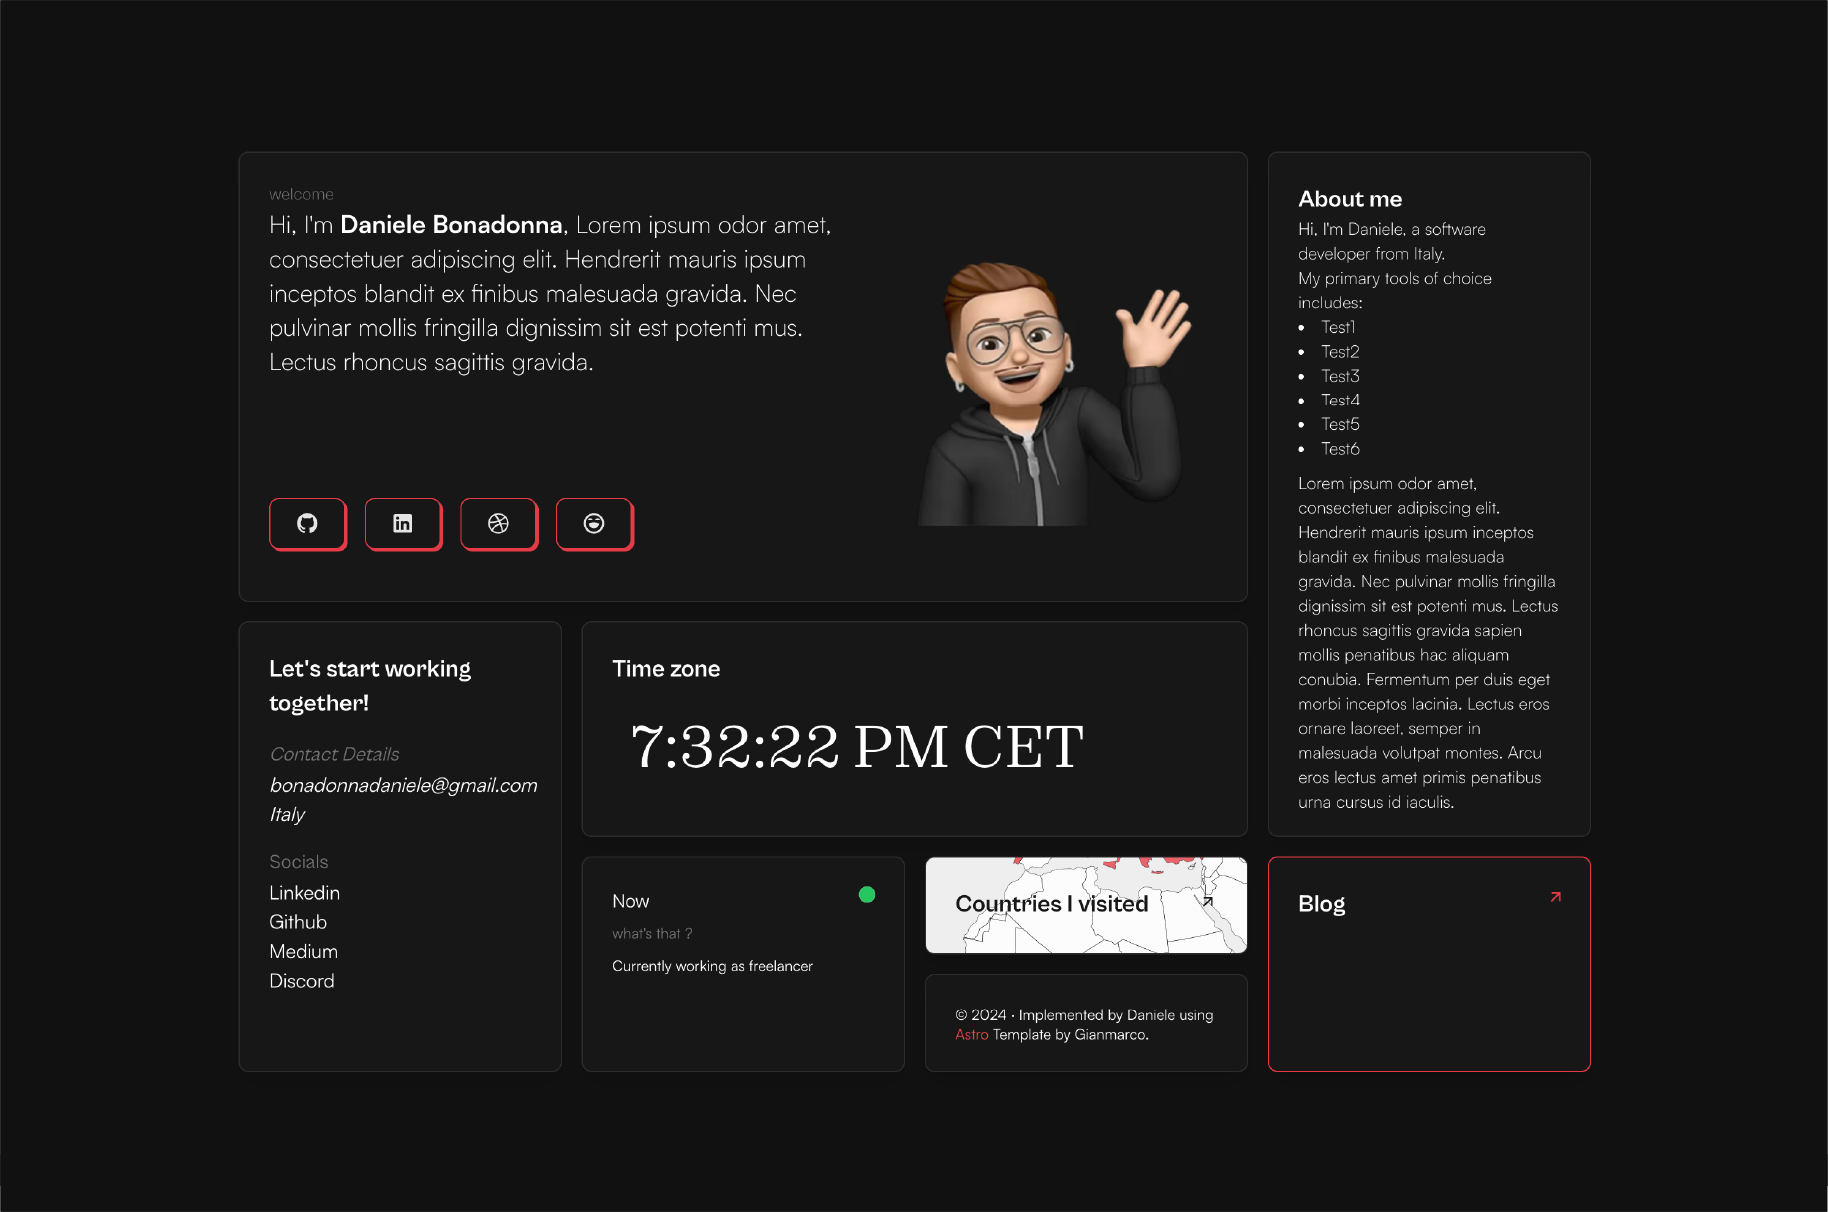 welcome
Hi, I'm Daniele Bonadonna, Lorem ipsum odor amet,
consectetuer adipiscing elit. Hendrerit mauris ipsum
inceptos blandit ex finibus malesuada gravida. Nec
pulvinar mollis fringilla dignissim sit est potenti mus.
Lectus rhoncus sagittis gravida.
About me
Hi, I'm Daniele, a software
developer from Italy.
My primary tools of choice
includes:
• Test1
• Test2
• Test3
• Test4
• Test5
• Test6
Lorem ipsum odor amet,
consectetuer adipiscing elit.
Hendrerit mauris ipsum inceptos
blandit ex finibus malesuada
gravida. Nec pulvinar mollis fringilla
dignissim sit est potenti mus. Lectus
rhoncus sagittis gravida sapien
mollis penatibus hac aliquam
conubia. Fermentum per duis eget
morbi inceptos lacinia. Lectus eros
ornare laoreet, semper in
malesuada volutpat montes. Arcu
eros lectus amet primis penatibus
urna cursus id iaculis.
Let's start working
together!
Contact Details
bonadonnadaniele@gmail.com
Italy
Socials
Linkedin
Github
Medium
Discord
Time zone
7:32:22 PM CET
Now
what's that ?
Currently working as freelancer
Countries I visited
© 2024 · Implemented by Daniele using
Astro Template by Gianmarco.
Blog